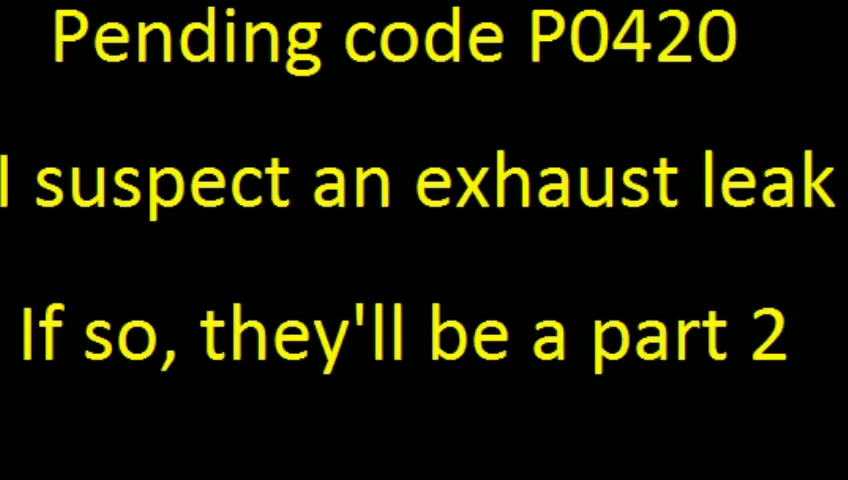 Pending code P0420
I suspect an exhaust leak
If so, they'll be a part 2